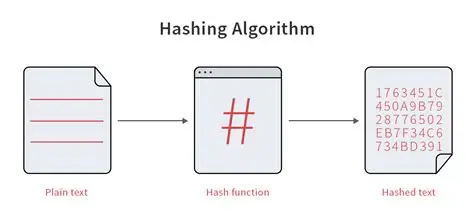 Hashing Algorithm
#
1763451C
450A9B79
28776502
EB7F34C6
734BD391
Plain text
Hash function
Hashed text